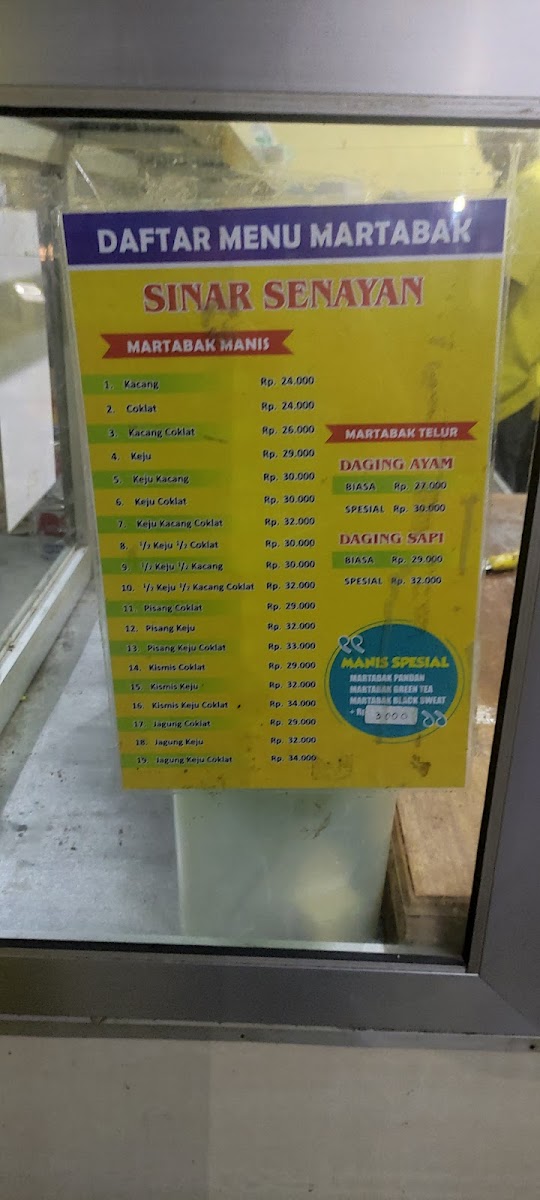 DAFTAR MENU MARTABAK
SINAR SENAYAN
MARTABAK MANIS
1. Kacang Rp. 24.000
2. Coklat Rp. 24.000
3. Kacang Coklat Rp. 26.000
4. Keju Rp. 29.000
5. Keju Kacang Rp. 30.000
6. Keju Coklat Rp. 30.000
7. Keju Kacang Coklat Rp. 32.000
8. 1/2 Keju 1/2 Coklat Rp. 30.000
9. 1/2 Keju 1/2 Kacang Rp. 30.000
10. 1/2 Keju 1/2 Kacang Coklat Rp. 32.000
11. Pisang Coklat Rp. 29.000
12. Pisang Keju Rp. 32.000
13. Pisang Keju Coklat Rp. 33.000
14. Kismis Coklat Rp. 29.000
15. Kismis Keju Rp. 32.000
16. Kismis Keju Coklat Rp. 34.000
17. Jagung Coklat Rp. 29.000
18. Jagung Keju Rp. 32.000
19. Jagung Keju Coklat Rp. 34.000
MARTABAK TELUR
DAGING AYAM
BIASA Rp. 27.000
SPESIAL Rp. 30.000
DAGING SAPI
BIASA Rp. 29.000
SPESIAL Rp. 32.000
MANIS SPESIAL
MARTABAK PANDAN
MARTABAK GREEN TEA
MARTABAK BLACK SWEAT
+ Rp 3000